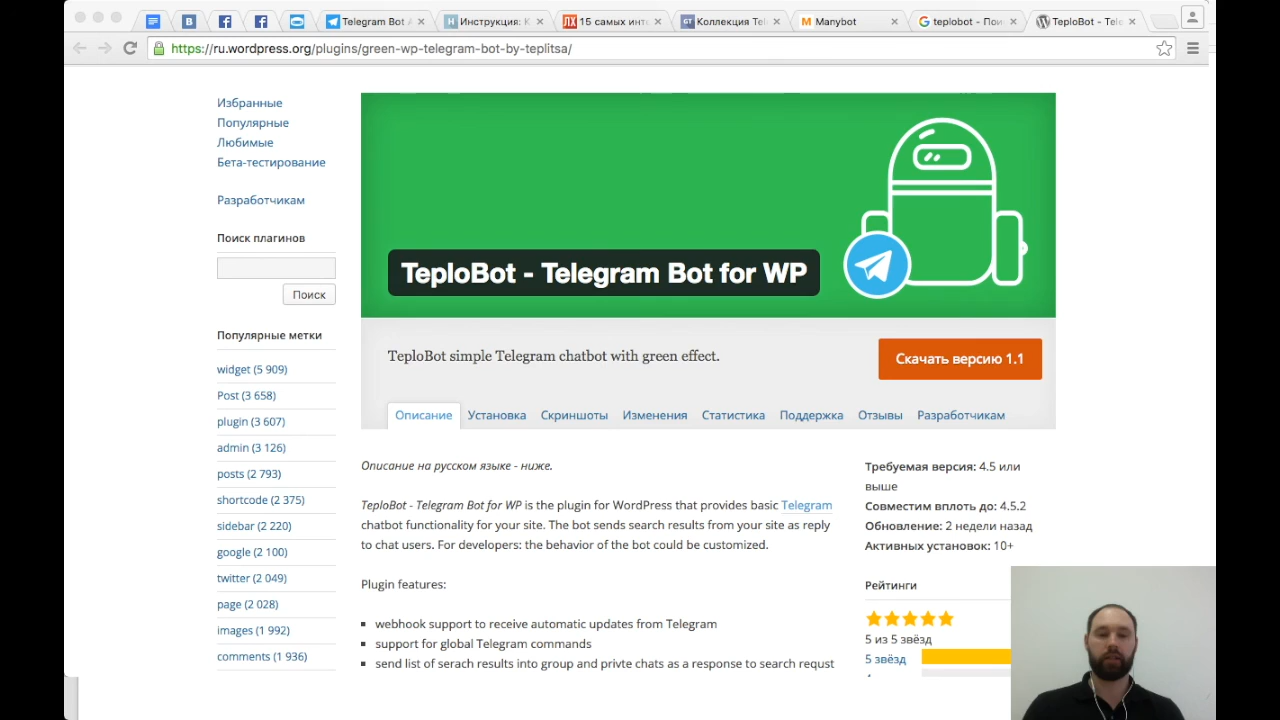 Telegram Bot A
Инструкция: К
15 самых инте
Коллекция Tel
Manybot
teplobot - Пои
TeploBot - Tele
https://ru.wordpress.org/plugins/green-wp-telegram-bot-by-teplitsa/
Избранные
Популярные
Любимые
Бета-тестирование
Разработчикам
Поиск плагинов
Поиск
Популярные метки
widget (5 909)
Post (3 658)
plugin (3 607)
admin (3 126)
posts (2 793)
shortcode (2 375)
sidebar (2 220)
google (2 100)
twitter (2 049)
page (2 028)
images (1 992)
comments (1 936)
TeploBot - Telegram Bot for WP
TeploBot simple Telegram chatbot with green effect.
Скачать версию 1.1
Описание
Установка
Скриншоты
Изменения
Статистика
Поддержка
Отзывы
Разработчикам
Описание на русском языке - ниже.
TeploBot - Telegram Bot for WP is the plugin for WordPress that provides basic Telegram
chatbot functionality for your site. The bot sends search results from your site as reply
to chat users. For developers: the behavior of the bot could be customized.
Plugin features:
webhook support to receive automatic updates from Telegram
support for global Telegram commands
send list of serach results into group and privte chats as a response to search requst
Требуемая версия: 4.5 или
выше
Совместим вплоть до: 4.5.2
Обновление: 2 недели назад
Активных установок: 10+
Рейтинги
5 из 5 звёзд
5 звёзд